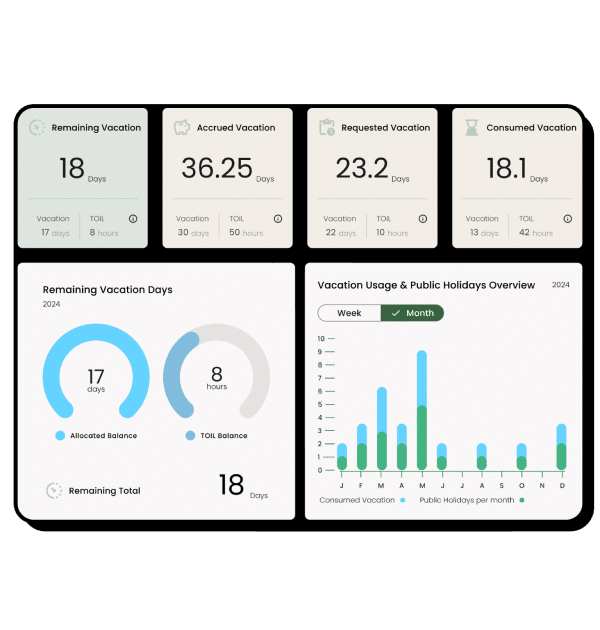 Remaining Vacation
18 Days
Vacation TOIL
17 days 8 hours
Accrued Vacation
36.25 Days
Vacation TOIL
30 days 50 hours
Requested Vacation
23.2 Days
Vacation TOIL
22 days 10 hours
Consumed Vacation
18.1 Days
Vacation TOIL
13 days 42 hours
Remaining Vacation Days
2024
17
days
8
hours
Allocated Balance TOIL Balance
Remaining Total 18 Days
Vacation Usage & Public Holidays Overview 2024
Week Month
10
9
8
7
6
5
4
3
2
1
0
J F M A M J J A S O N D
Consumed Vacation Public Holidays per month